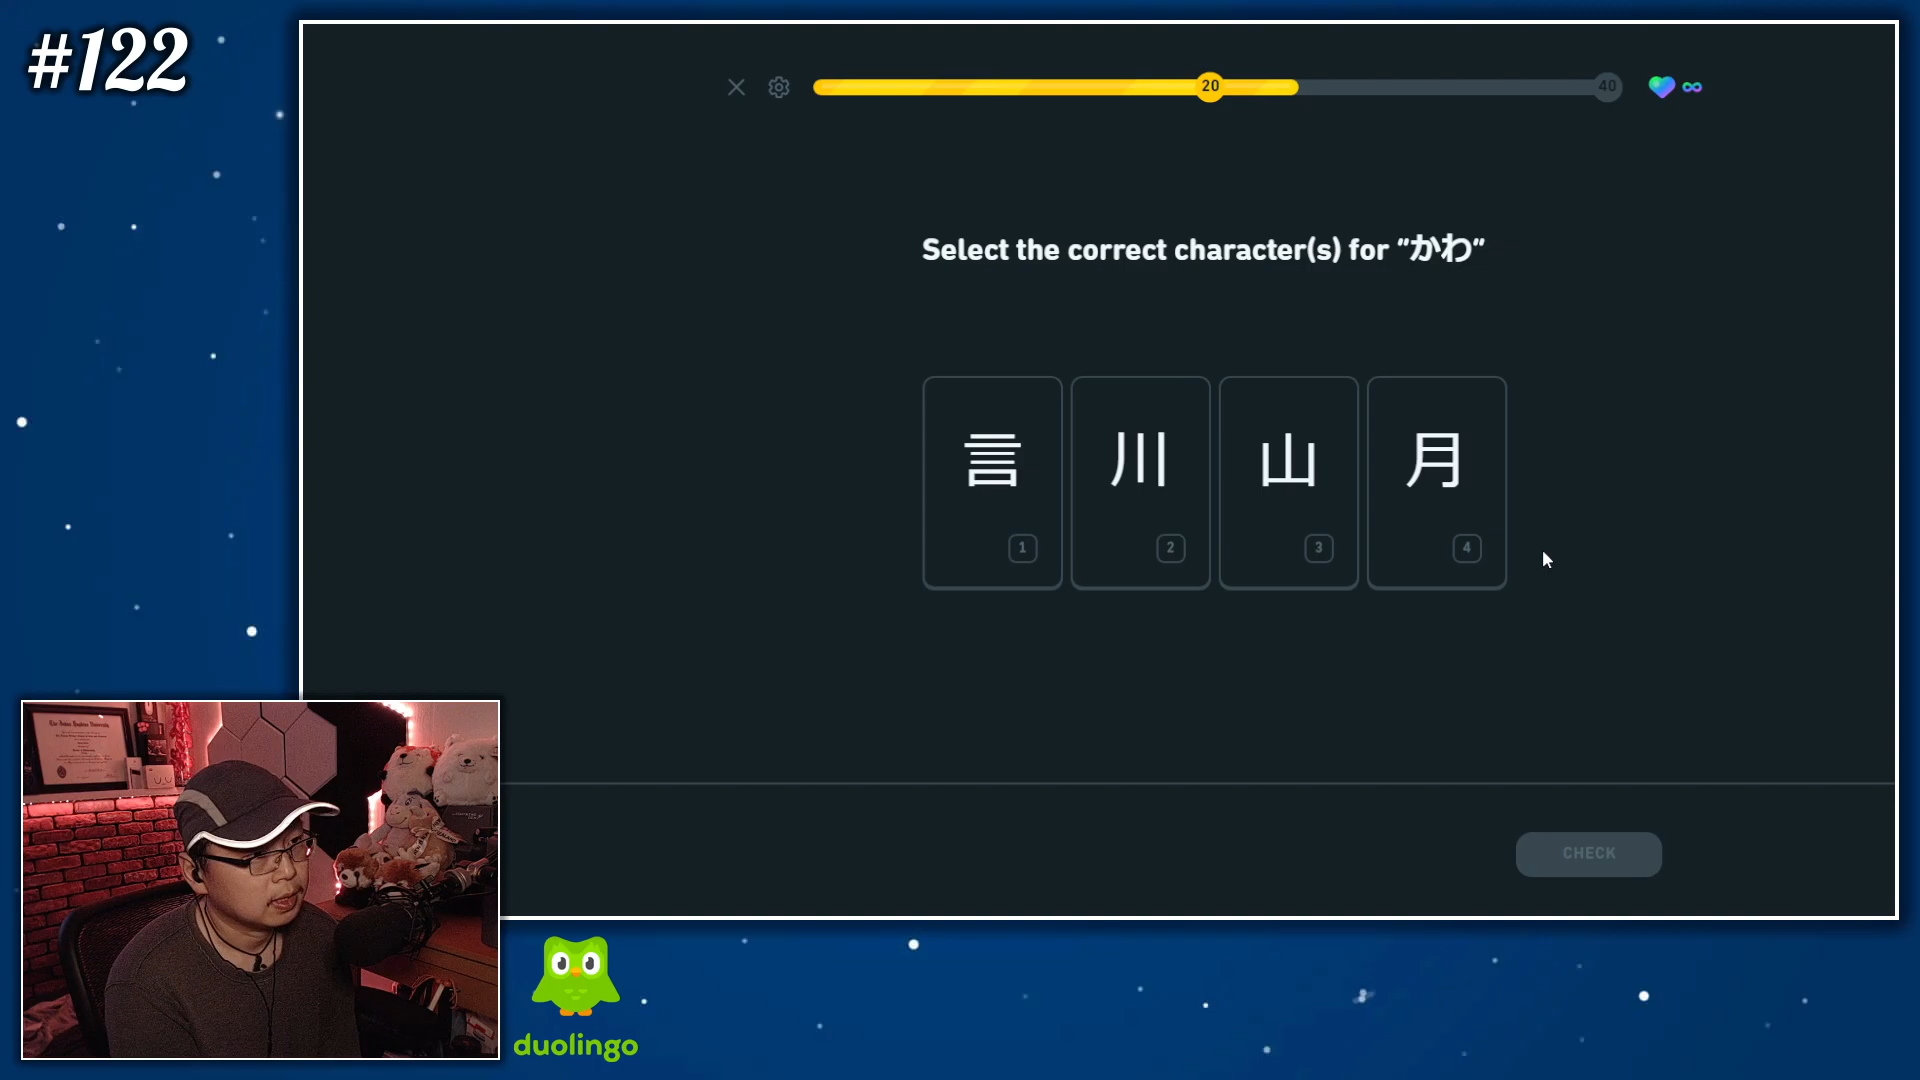 #122
20
40
Select the correct character(s) for "かわ"
言 川 山 月
1 2 3 4
CHECK
duolingo